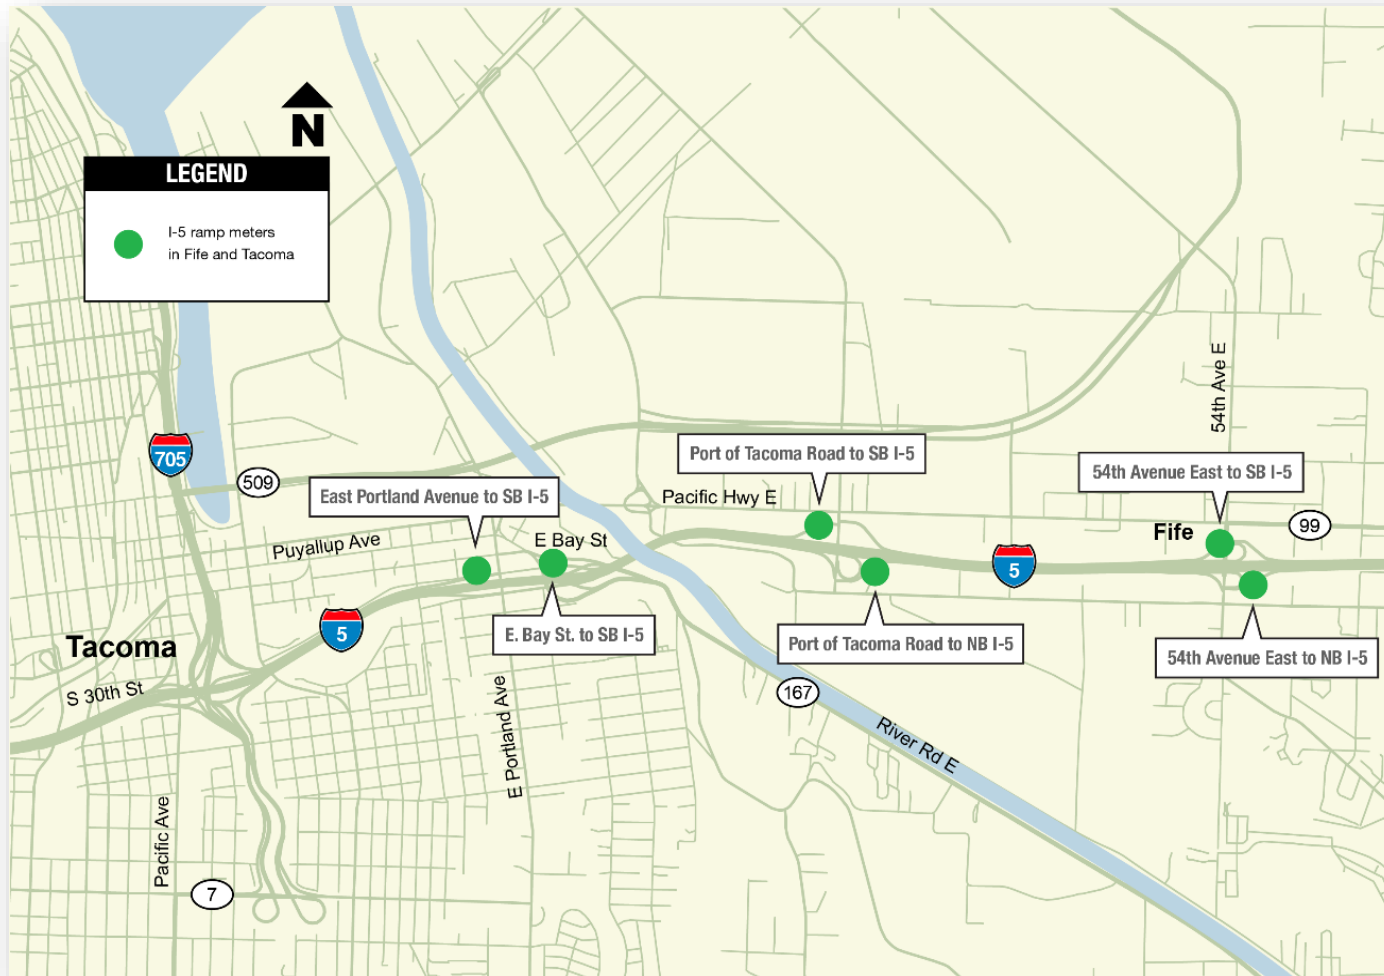 N
LEGEND
I-5 ramp meters
in Fife and Tacoma
54th Ave E
705
509
Port of Tacoma Road to SB I-5
54th Avenue East to SB I-5
East Portland Avenue to SB I-5
Pacific Hwy E
99
Fife
Puyallup Ave
E Bay St
5
5
E. Bay St. to SB I-5
Port of Tacoma Road to NB I-5
54th Avenue East to NB I-5
Tacoma
S 30th St
167
River Rd E
E Portland Ave
Pacific Ave
7